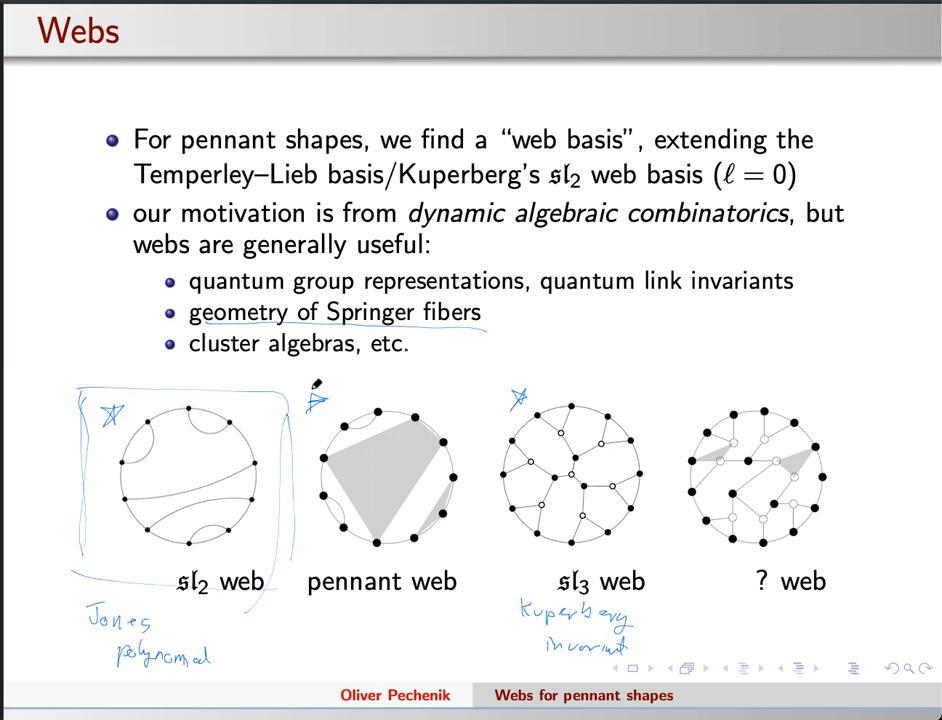 Webs
For pennant shapes, we find a “web basis”, extending the
Temperley–Lieb basis/Kuperberg’s 𝔰𝔩₂ web basis (ℓ = 0)
our motivation is from dynamic algebraic combinatorics, but
webs are generally useful:
quantum group representations, quantum link invariants
geometry of Springer fibers
cluster algebras, etc.
𝔰𝔩₂ web
pennant web
𝔰𝔩₃ web
? web
Jones
polynomal
Kuperberg
invariant
Oliver Pechenik
Webs for pennant shapes